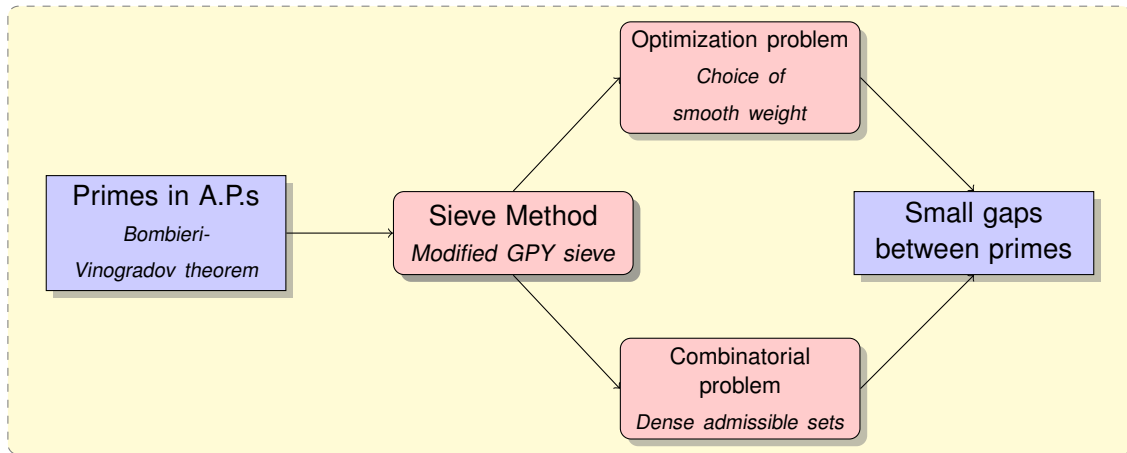 Primes in A.P.s
Bombieri-
Vinogradov theorem
Sieve Method
Modified GPY sieve
Optimization problem
Choice of
smooth weight
Combinatorial
problem
Dense admissible sets
Small gaps
between primes